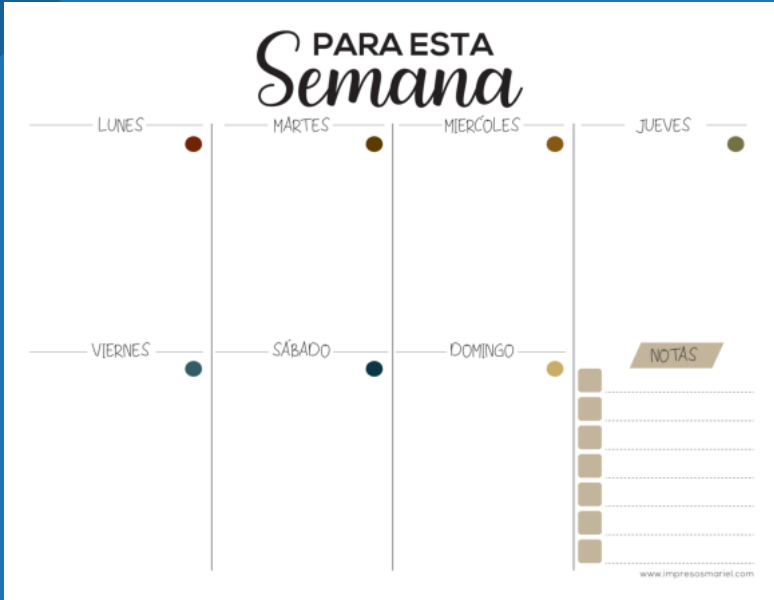 PARA ESTA
Semana
LUNES
MARTES
MIERCOLES
JUEVES
VIERNES
SÁBADO
DOMINGO
NOTAS
www.impresosmariel.com